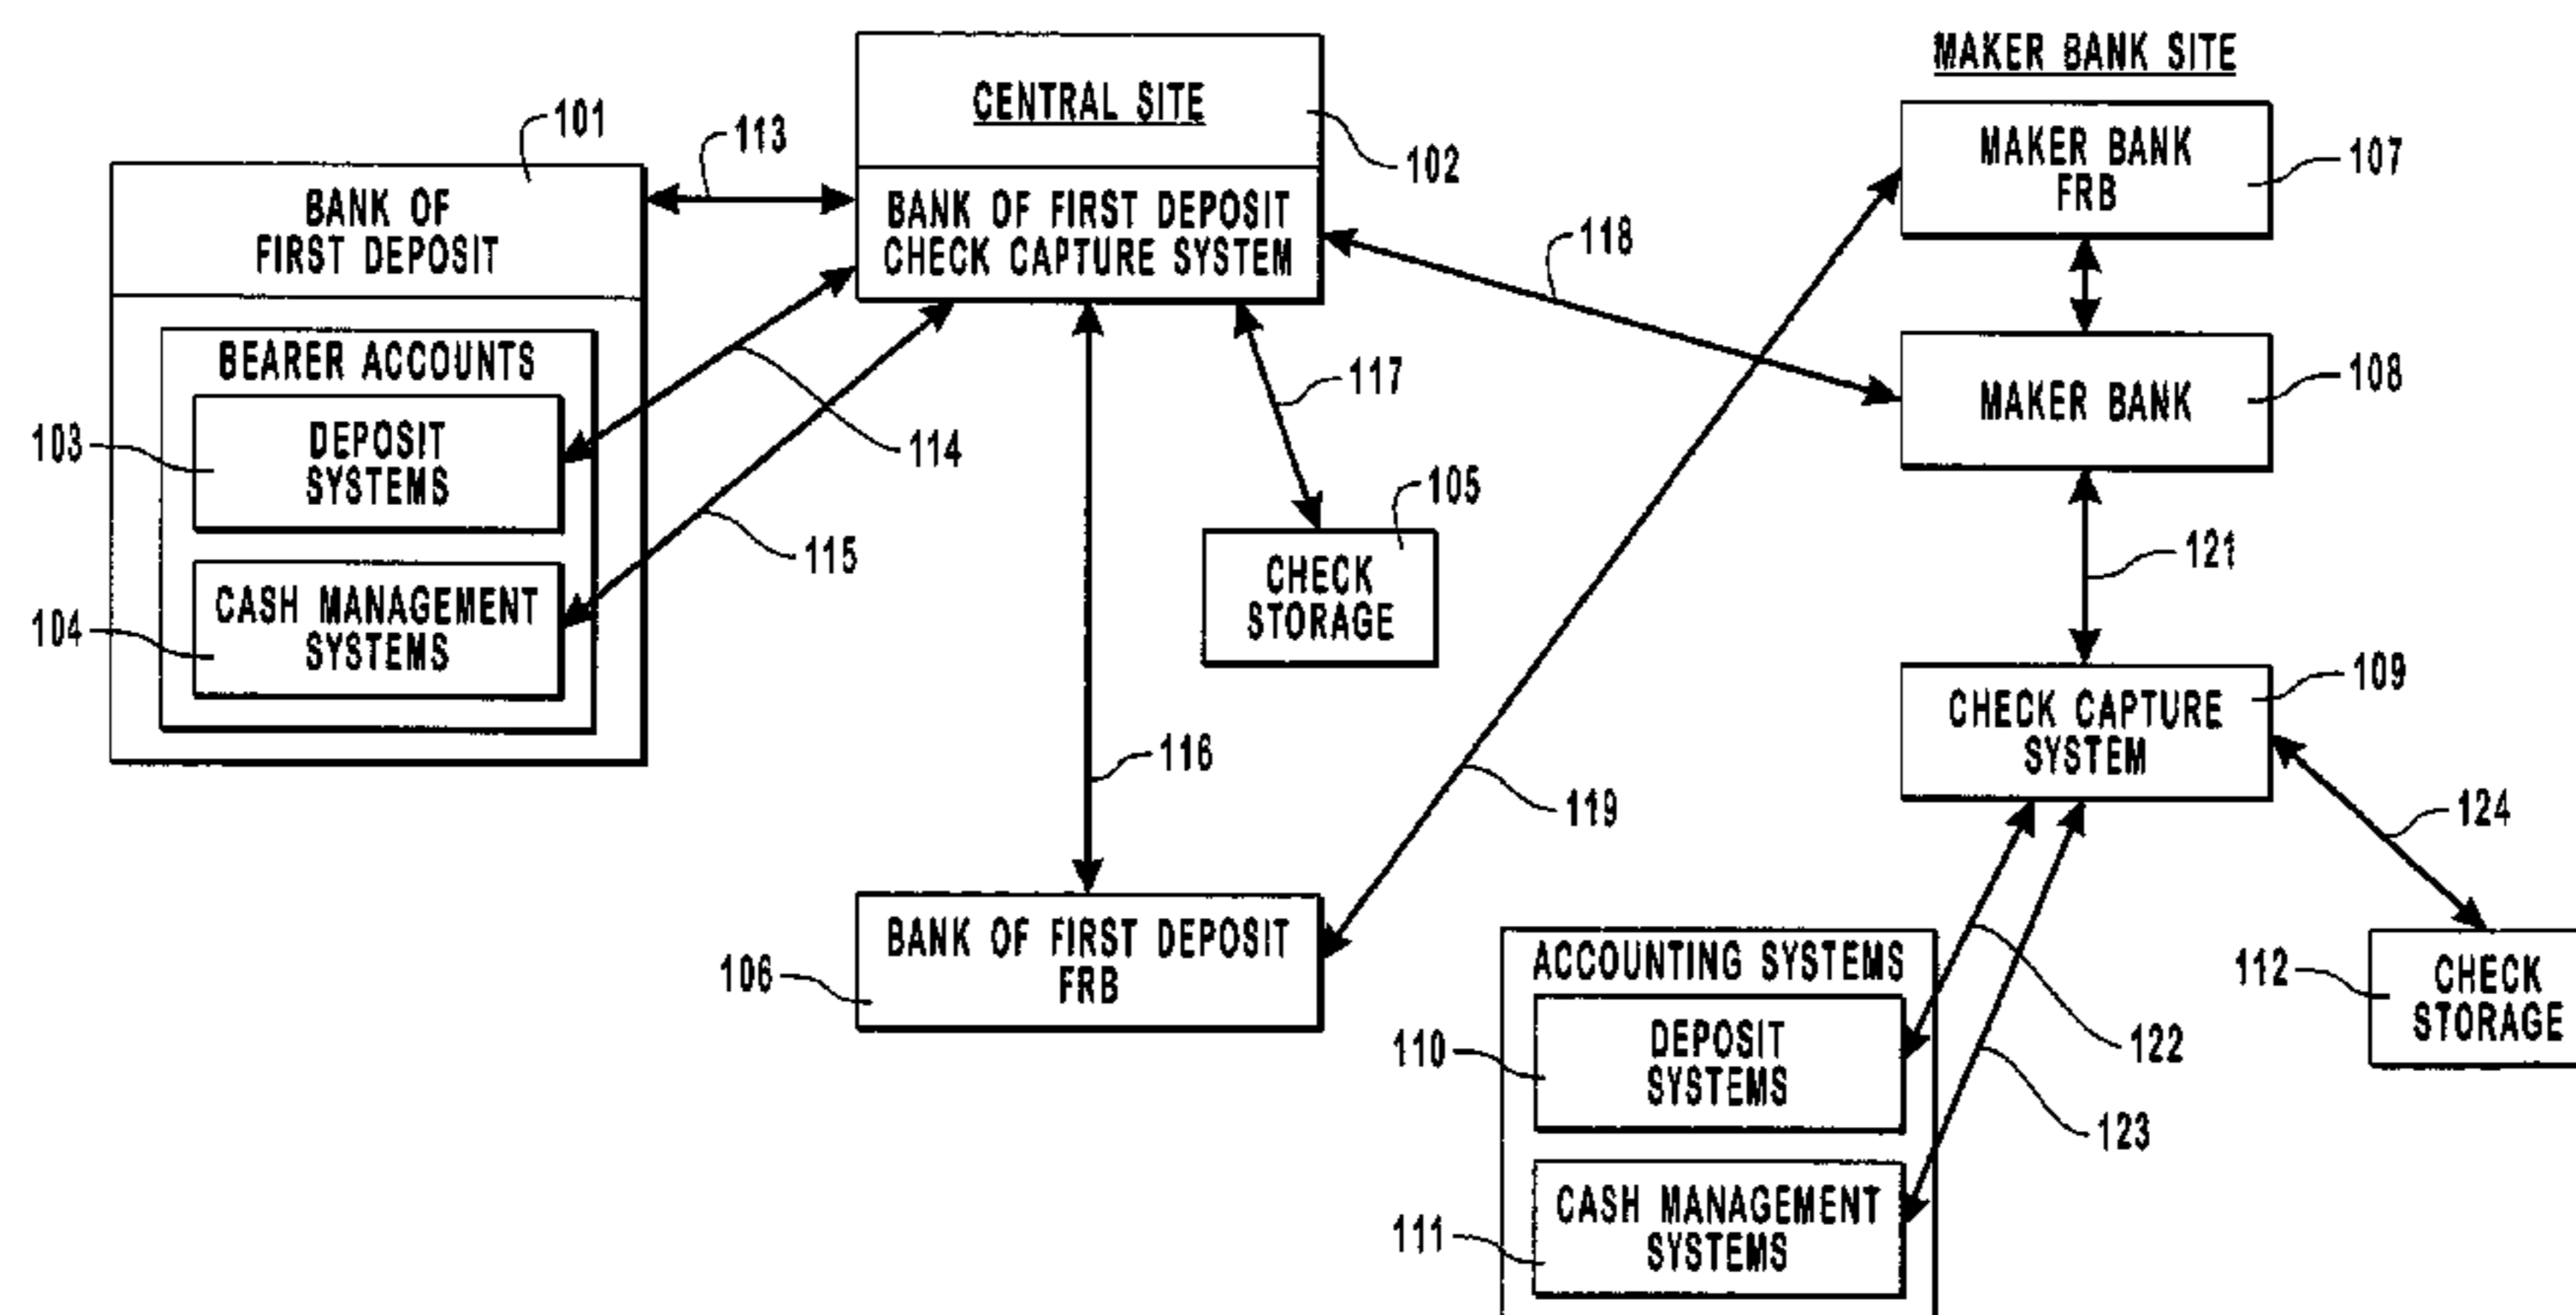 101
BANK OF
FIRST DEPOSIT
BEARER ACCOUNTS
103
DEPOSIT
SYSTEMS
104
CASH MANAGEMENT
SYSTEMS
113
114
115
CENTRAL SITE
102
BANK OF FIRST DEPOSIT
CHECK CAPTURE SYSTEM
116
117
105
CHECK
STORAGE
118
119
106
BANK OF FIRST DEPOSIT
FRB
MAKER BANK SITE
MAKER BANK
FRB
107
MAKER BANK
108
121
109
CHECK CAPTURE
SYSTEM
124
112
CHECK
STORAGE
122
123
ACCOUNTING SYSTEMS
110
DEPOSIT
SYSTEMS
111
CASH MANAGEMENT
SYSTEMS